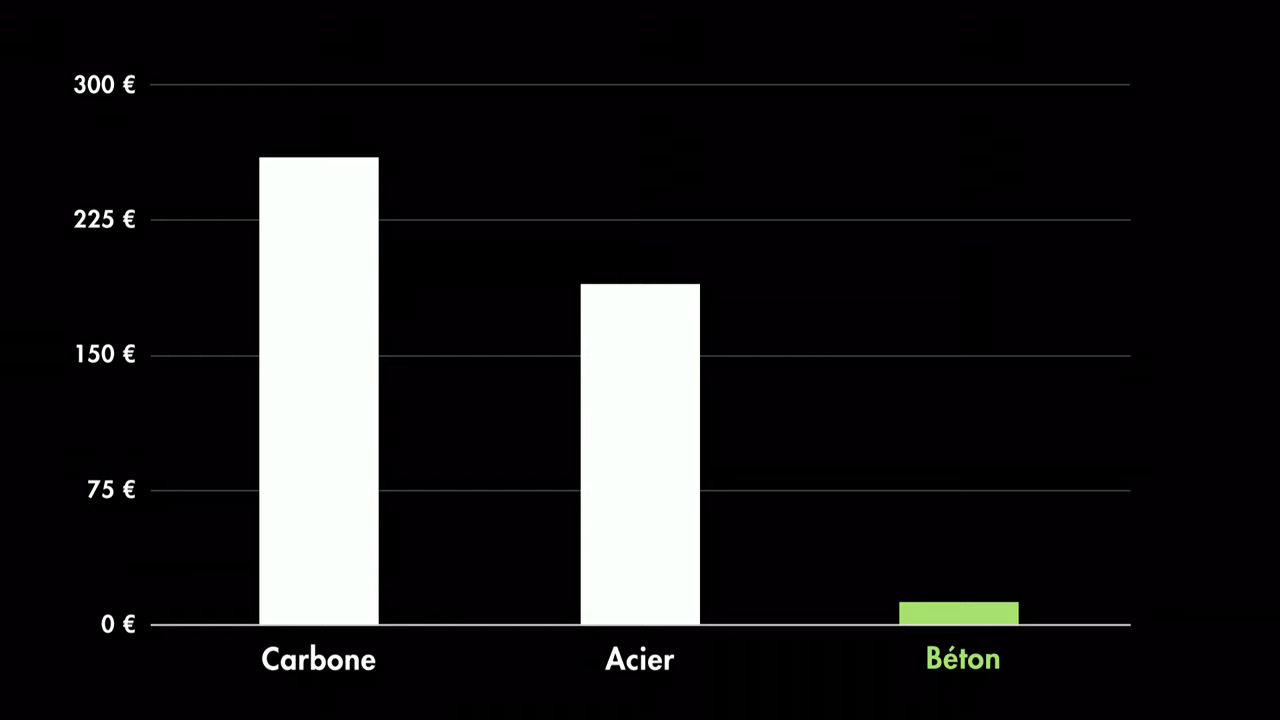 300 €
225 €
150 €
75 €
0 €
Carbone
Acier
Béton